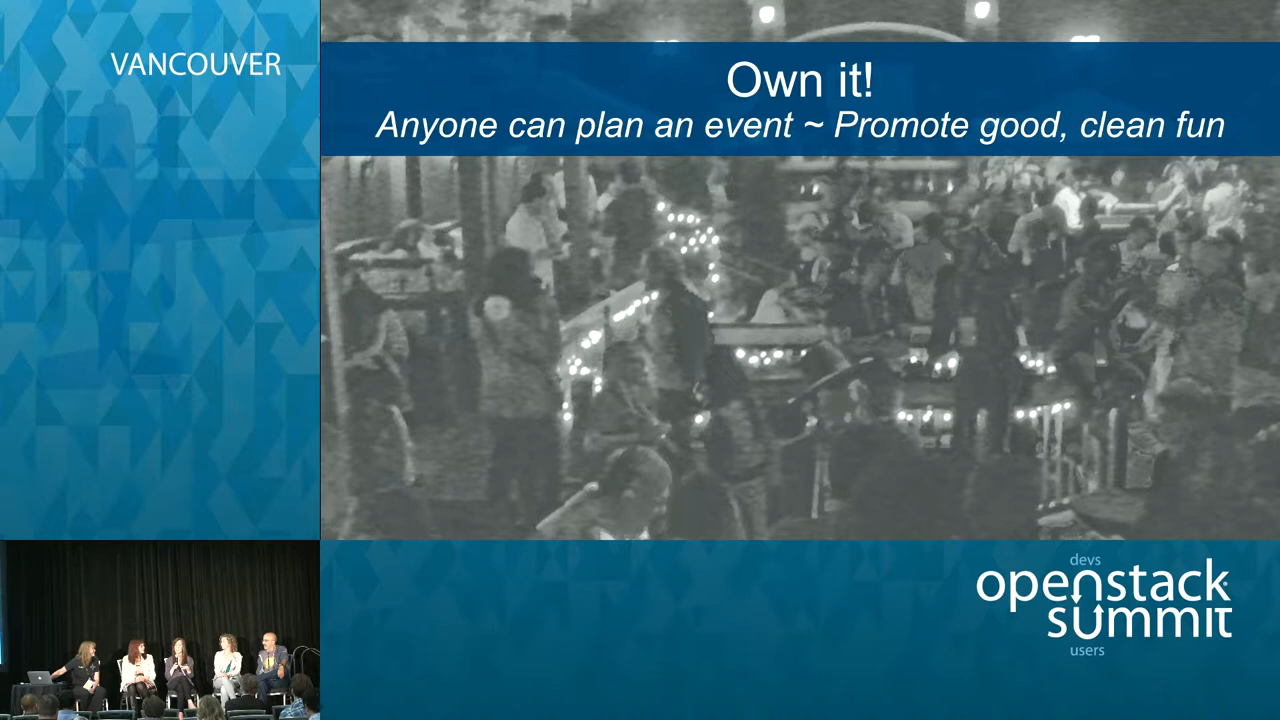 VANCOUVER
Own it!
Anyone can plan an event ~ Promote good, clean fun
devs
openstack
summit
users